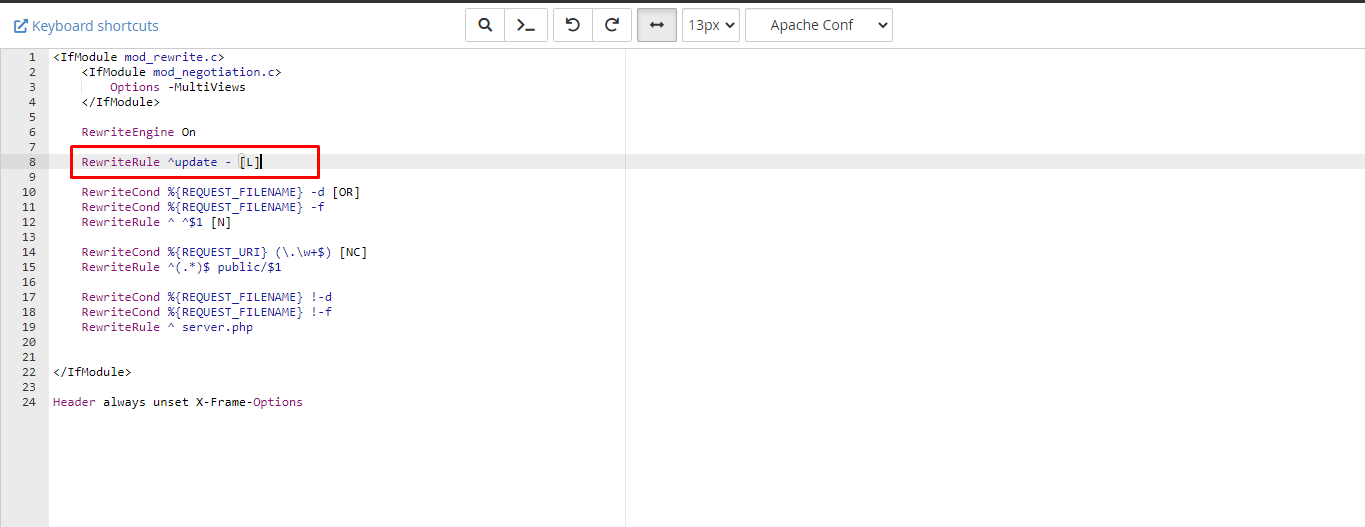 Keyboard shortcuts 13px Apache Conf
1 <IfModule mod_rewrite.c>
2 <IfModule mod_negotiation.c>
3 Options -MultiViews
4 </IfModule>
5
6 RewriteEngine On
7
8 RewriteRule ^update - [L]
9
10 RewriteCond %{REQUEST_FILENAME} -d [OR]
11 RewriteCond %{REQUEST_FILENAME} -f
12 RewriteRule ^ ^$1 [N]
13
14 RewriteCond %{REQUEST_URI} (\.\w+$) [NC]
15 RewriteRule ^(.*)$ public/$1
16
17 RewriteCond %{REQUEST_FILENAME} !-d
18 RewriteCond %{REQUEST_FILENAME} !-f
19 RewriteRule ^ server.php
20
21
22 </IfModule>
23
24 Header always unset X-Frame-Options